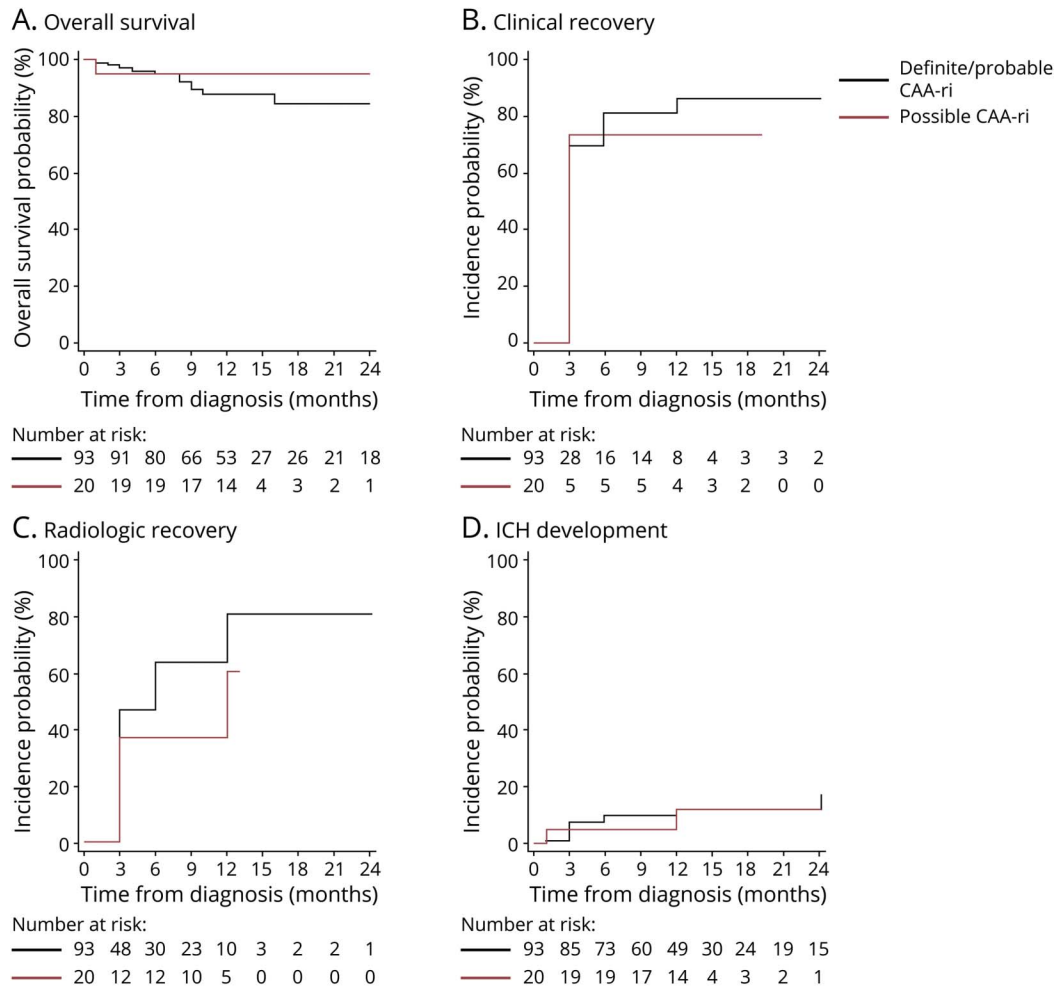 A. Overall survival
Overall survival probability (%)
100
80
60
40
20
0
0 3 6 9 12 15 18 21 24
Time from diagnosis (months)
Number at risk:
93 91 80 66 53 27 26 21 18
20 19 19 17 14 4 3 2 1
B. Clinical recovery
Incidence probability (%)
100
80
60
40
20
0
0 3 6 9 12 15 18 21 24
Time from diagnosis (months)
Number at risk:
93 28 16 14 8 4 3 3 2
20 5 5 5 4 3 2 0 0
Definite/probable
CAA-ri
Possible CAA-ri
C. Radiologic recovery
Incidence probability (%)
100
80
60
40
20
0
0 3 6 9 12 15 18 21 24
Time from diagnosis (months)
Number at risk:
93 48 30 23 10 3 2 2 1
20 12 12 10 5 0 0 0 0
D. ICH development
Incidence probability (%)
100
80
60
40
20
0
0 3 6 9 12 15 18 21 24
Time from diagnosis (months)
Number at risk:
93 85 73 60 49 30 24 19 15
20 19 19 17 14 4 3 2 1